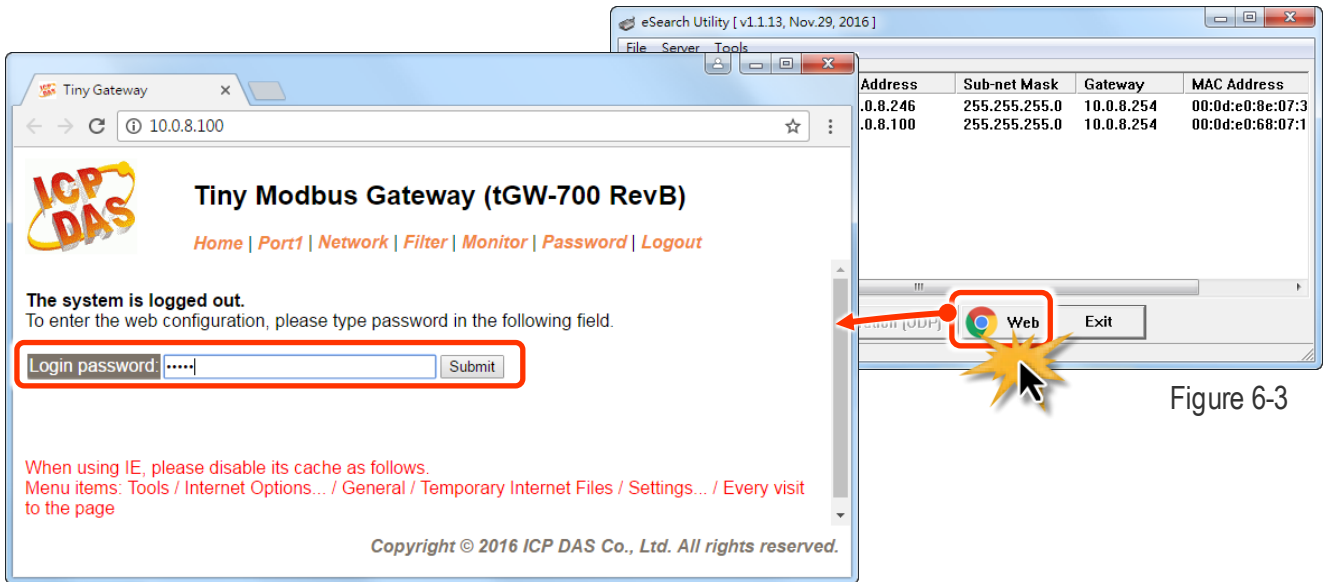 eSearch Utility [ v1.1.13, Nov.29, 2016 ]
File Server Tools
Address Sub-net Mask Gateway MAC Address
.0.8.246 255.255.255.0 10.0.8.254 00:0d:e0:8e:07:3
.0.8.100 255.255.255.0 10.0.8.254 00:0d:e0:68:07:1
(UDP) Web Exit
Tiny Gateway
10.0.8.100
ICP
DAS
Tiny Modbus Gateway (tGW-700 RevB)
Home | Port1 | Network | Filter | Monitor | Password | Logout
The system is logged out.
To enter the web configuration, please type password in the following field.
Login password: ••••• Submit
When using IE, please disable its cache as follows.
Menu items: Tools / Internet Options... / General / Temporary Internet Files / Settings... / Every visit
to the page
Copyright © 2016 ICP DAS Co., Ltd. All rights reserved.
Figure 6-3